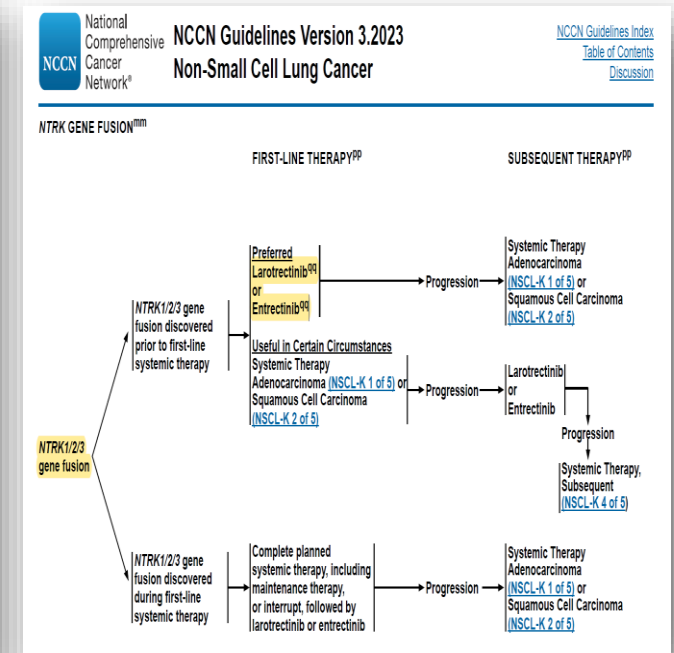 National
Comprehensive
NCCN Cancer
Network®
NCCN Guidelines Version 3.2023
Non-Small Cell Lung Cancer
NCCN Guidelines Index
Table of Contents
Discussion
NTRK GENE FUSIONmm
FIRST-LINE THERAPYpp
SUBSEQUENT THERAPYpp
NTRK1/2/3
gene fusion
NTRK1/2/3 gene
fusion discovered
prior to first-line
systemic therapy
Preferred
Larotrectinibqq
or
Entrectinibqq
Progression
Systemic Therapy
Adenocarcinoma
(NSCL-K 1 of 5) or
Squamous Cell Carcinoma
(NSCL-K 2 of 5)
Useful in Certain Circumstances
Systemic Therapy
Adenocarcinoma (NSCL-K 1 of 5) or
Squamous Cell Carcinoma
(NSCL-K 2 of 5)
Progression
Larotrectinib
or
Entrectinib
Progression
Systemic Therapy,
Subsequent
(NSCL-K 4 of 5)
NTRK1/2/3 gene
fusion discovered
during first-line
systemic therapy
Complete planned
systemic therapy, including
maintenance therapy,
or interrupt, followed by
larotrectinib or entrectinib
Progression
Systemic Therapy
Adenocarcinoma
(NSCL-K 1 of 5) or
Squamous Cell Carcinoma
(NSCL-K 2 of 5)